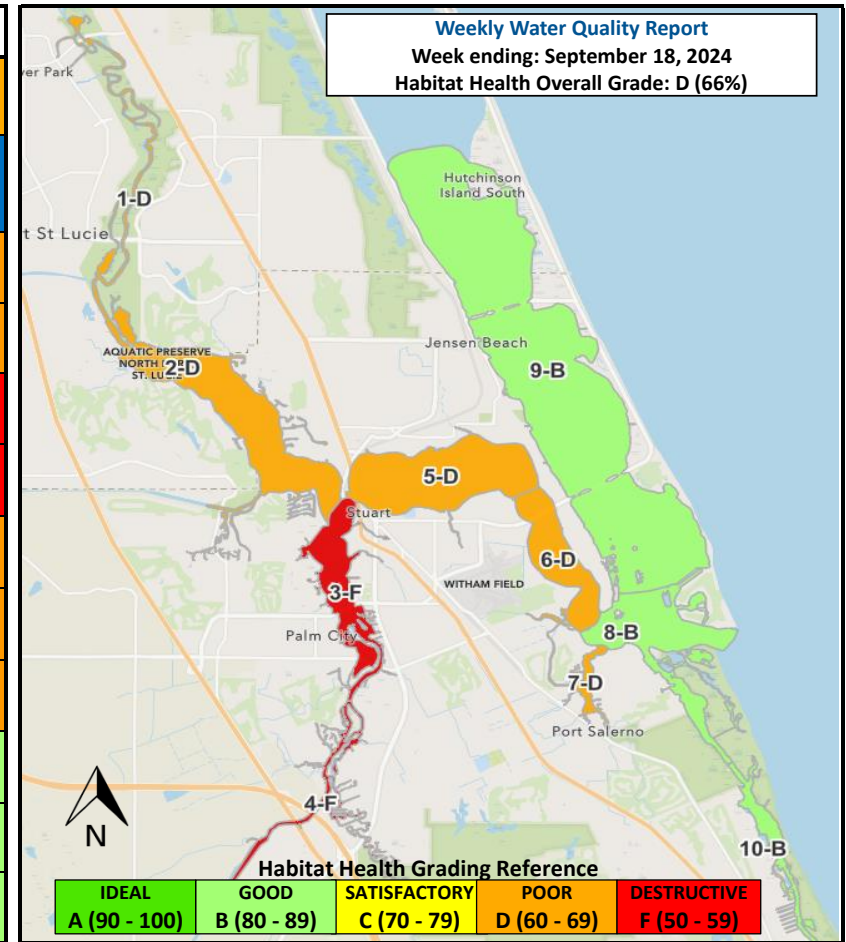 Weekly Water Quality Report
Week ending: September 18, 2024
Habitat Health Overall Grade: D (66%)
ver Park
Hutchinson
Island South
1-D
t St Lucie
Jensen Beach
AQUATIC PRESERVE
NORTH
ST.
2-D
9-B
5-D
Stuart
6-D
WITHAM FIELD
3-F
Palm City
8-B
7-D
Port Salerno
4-F
N
10-B
Habitat Health Grading Reference
IDEAL GOOD SATISFACTORY POOR DESTRUCTIVE
A (90 - 100) B (80 - 89) C (70 - 79) D (60 - 69) F (50 - 59)